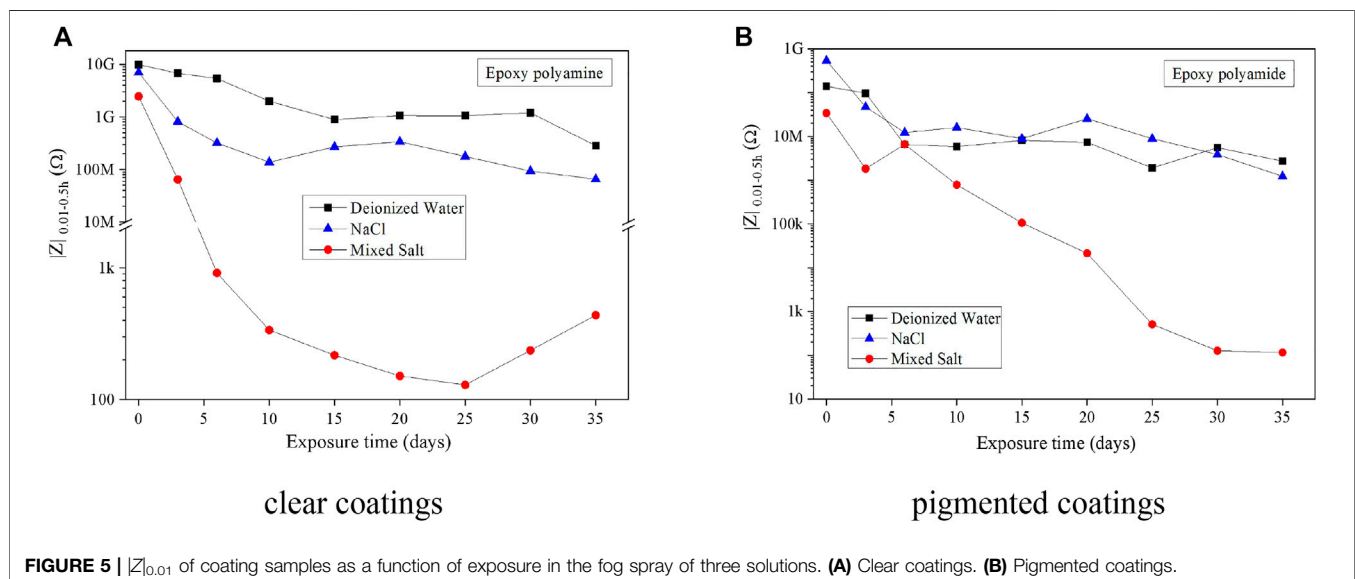 A
Epoxy polyamine
10G
1G
100M
10M
1k
100
|Z| 0.01-0.5h (Ω)
Deionized Water
NaCl
Mixed Salt
0 5 10 15 20 25 30 35
Exposure time (days)
clear coatings
B
Epoxy polyamide
1G
10M
100k
1k
10
|Z| 0.01-0.5h (Ω)
Deionized Water
NaCl
Mixed Salt
0 5 10 15 20 25 30 35
Exposure time (days)
pigmented coatings
FIGURE 5 | |Z|0.01 of coating samples as a function of exposure in the fog spray of three solutions. (A) Clear coatings. (B) Pigmented coatings.